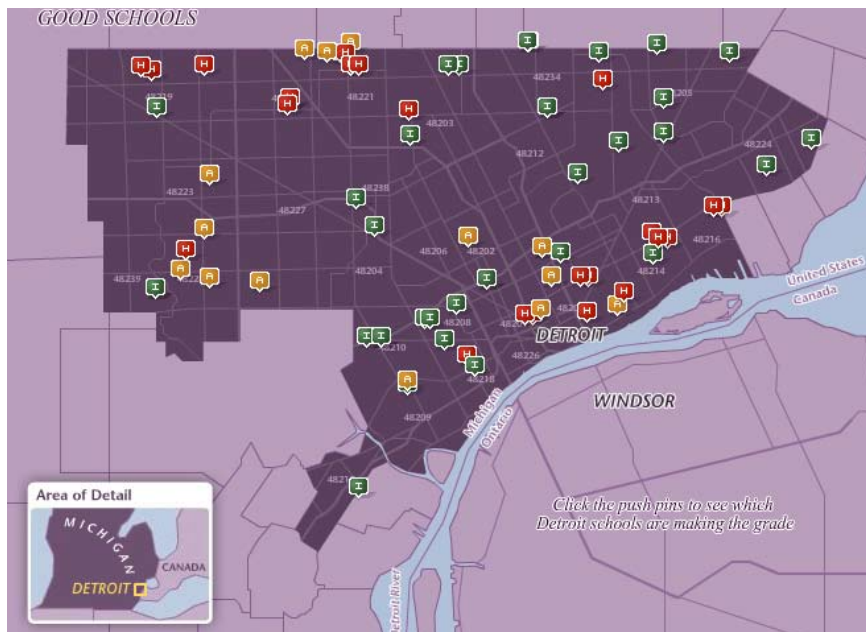 GOOD SCHOOLS
H
H
H
A
A
A
H
H
H
I
I
I
I
I
I
48234
H
48219
I
H
H
48221
H
48203
I
I
48205
I
I
I
48212
I
48224
I
I
A
48223
48238
I
I
48227
48213
H
A
I
48206
A
48202
A
I
H
H
H
48216
H
48204
I
48214
A
A
48239
I
A
I
A
H
H
I
48208
H
A
H
A
I
I
H
DETROIT
I
I
48210
I
48226
H
I
48218
A
48209
I
United States
Canada
Michigan
Ontario
WINDSOR
Detroit River
Click the push pins to see which
Detroit schools are making the grade
Area of Detail
MICHIGAN
CANADA
DETROIT